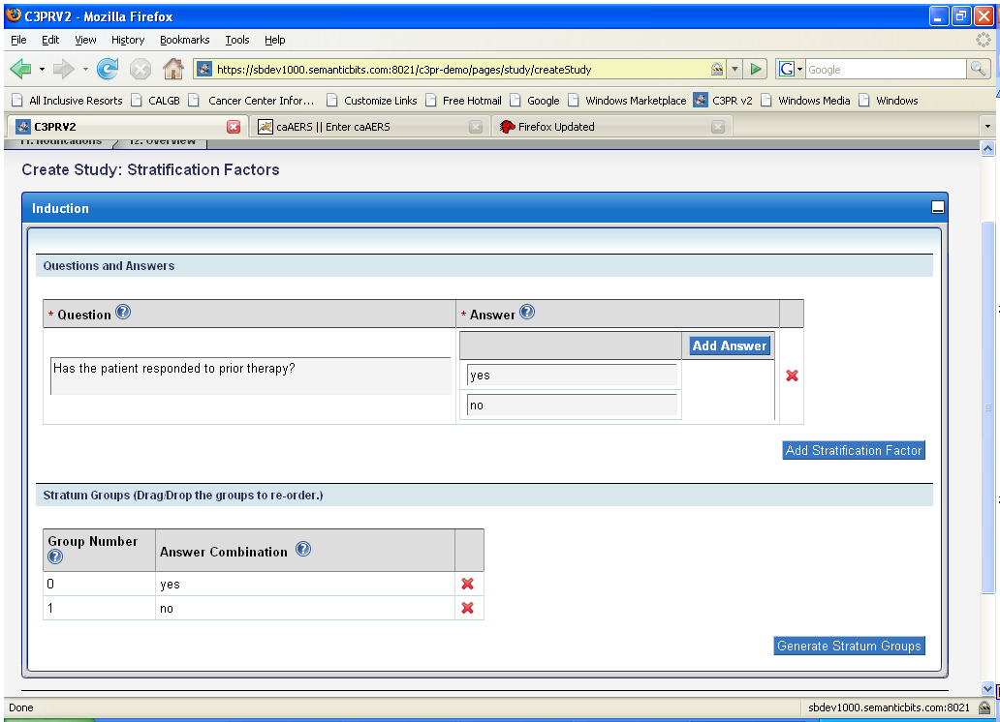 C3PRV2 - Mozilla Firefox
File Edit View History Bookmarks Tools Help
https://sbdev1000.semanticbits.com:8021/c3pr-demo/pages/study/createStudy
G Google
All Inclusive Resorts CALGB Cancer Center Infor... Customize Links Free Hotmail Google Windows Marketplace C3PR v2 Windows Media Windows
C3PRV2 caAERS || Enter caAERS Firefox Updated
11. Notifications 12. Overview
Create Study: Stratification Factors
Induction
Questions and Answers
* Question ? * Answer ?
Add Answer
Has the patient responded to prior therapy?
yes
no
Add Stratification Factor
Stratum Groups (Drag/Drop the groups to re-order.)
Group Number ? Answer Combination ?
0 yes
1 no
Generate Stratum Groups
Done sbdev1000.semanticbits.com:8021